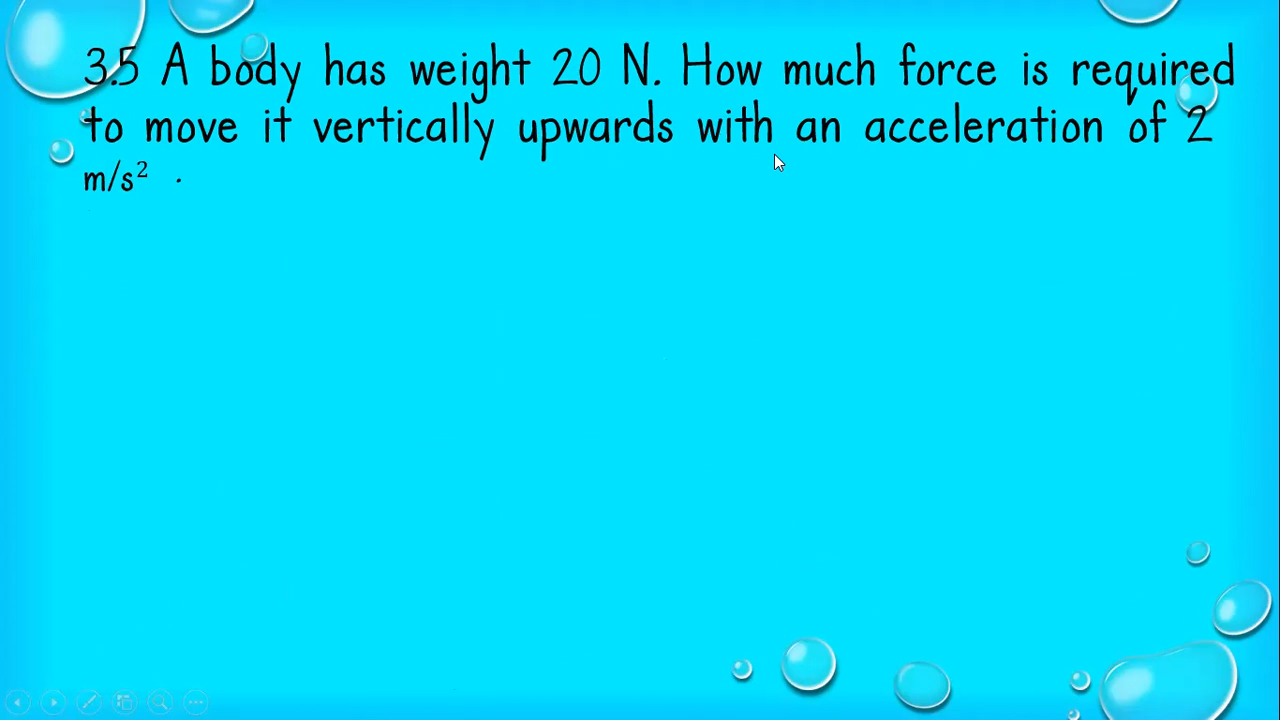 3.5 A body has weight 20 N. How much force is required
to move it vertically upwards with an acceleration of 2
m/s² .